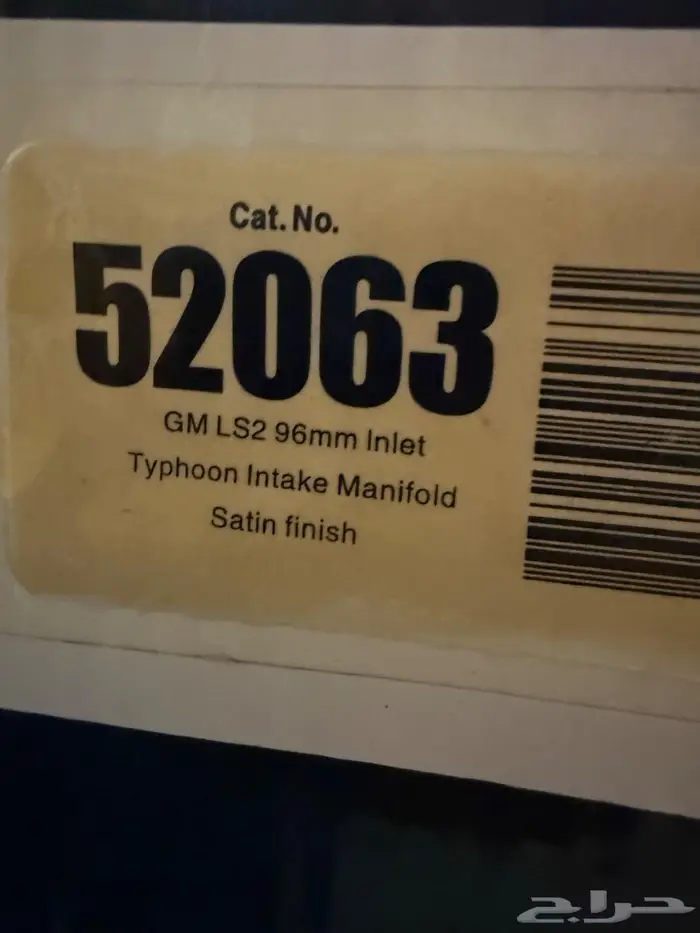 Cat. No.
52063
GM LS2 96mm Inlet
Typhoon Intake Manifold
Satin finish
حراج